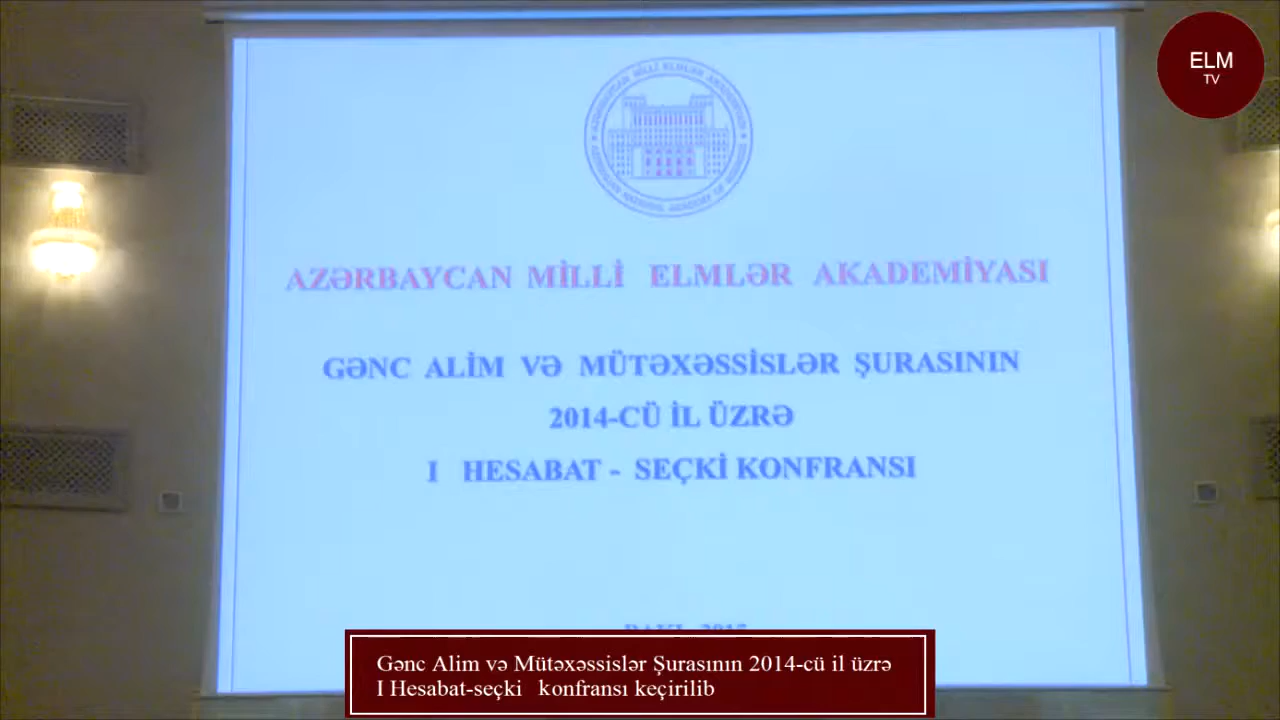 ELM
TV
AZƏRBAYCAN MİLLİ ELMLƏR AKADEMİYASI
GƏNC ALİM VƏ MÜTƏXƏSSİSLƏR ŞURASININ
2014-CÜ İL ÜZRƏ
I HESABAT - SEÇKİ KONFRANSI
Gənc Alim və Mütəxəssislər Şurasının 2014-cü il üzrə
I Hesabat-seçki konfransı keçirilib